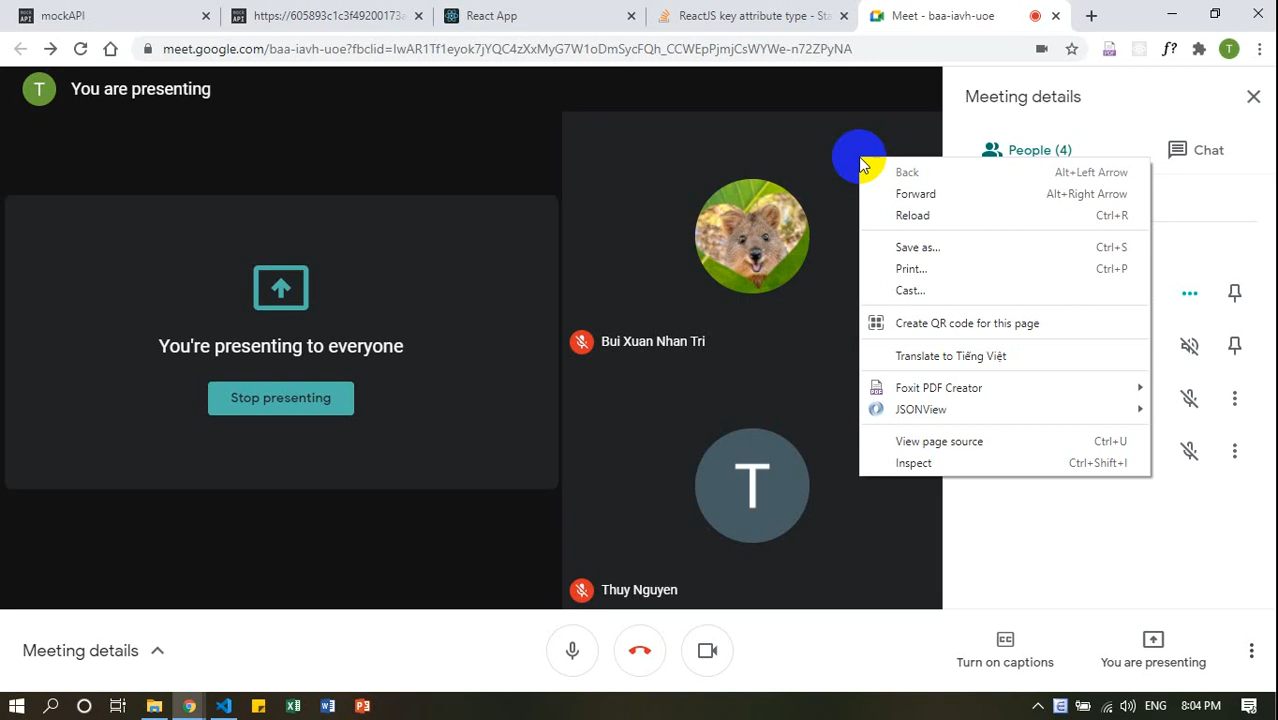 mockAPI
https://605893c1c3f49200173a
React App
ReactJS key attribute type - Sta
Meet - baa-iavh-uoe
meet.google.com/baa-iavh-uoe?fbclid=IwAR1Tf1eyok7jYQC4zXxMyG7W1oDmSycFQh_CCWEpPjmjCsWYWe-n72ZPyNA
f?
T
T
You are presenting
Meeting details
People (4)
Chat
Back Alt+Left Arrow
Forward Alt+Right Arrow
Reload Ctrl+R
Save as... Ctrl+S
Print... Ctrl+P
Cast...
Create QR code for this page
Translate to Tiếng Việt
Foxit PDF Creator
JSONView
View page source Ctrl+U
Inspect Ctrl+Shift+I
You're presenting to everyone
Stop presenting
Bui Xuan Nhan Tri
T
Thuy Nguyen
Meeting details
Turn on captions
You are presenting
ENG
8:04 PM